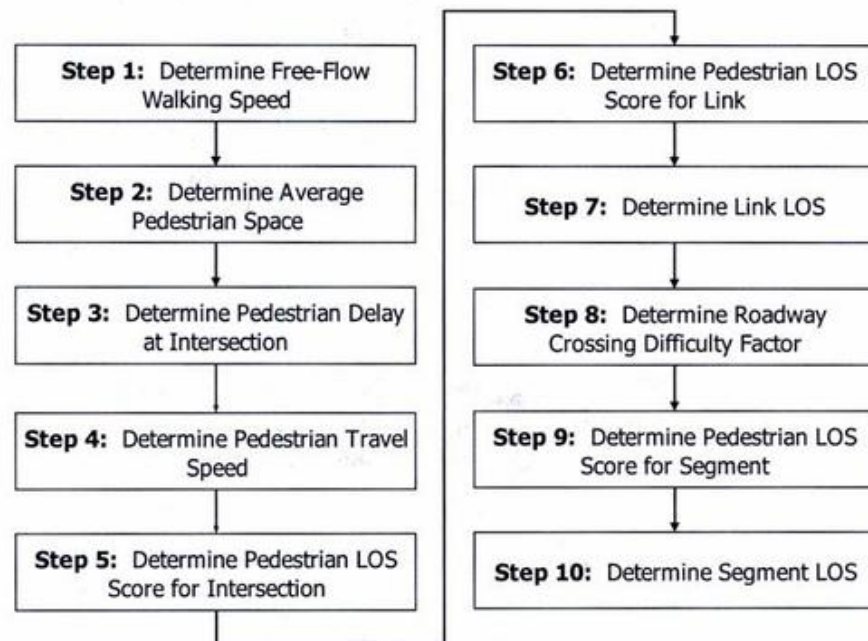 Step 1: Determine Free-Flow
Walking Speed
Step 2: Determine Average
Pedestrian Space
Step 3: Determine Pedestrian Delay
at Intersection
Step 4: Determine Pedestrian Travel
Speed
Step 5: Determine Pedestrian LOS
Score for Intersection
Step 6: Determine Pedestrian LOS
Score for Link
Step 7: Determine Link LOS
Step 8: Determine Roadway
Crossing Difficulty Factor
Step 9: Determine Pedestrian LOS
Score for Segment
Step 10: Determine Segment LOS